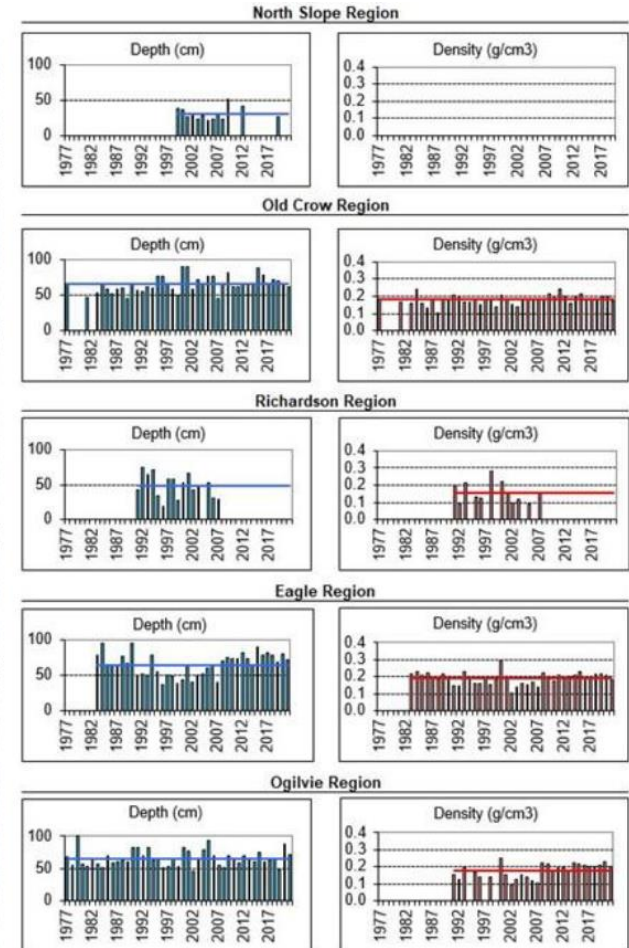 North Slope Region
Depth (cm)
100
50
0
1977 1982 1987 1992 1997 2002 2007 2012 2017
Density (g/cm3)
0.4
0.3
0.2
0.1
0.0
1977 1982 1987 1992 1997 2002 2007 2012 2017
Old Crow Region
Depth (cm)
100
50
0
1977 1982 1987 1992 1997 2002 2007 2012 2017
Density (g/cm3)
0.4
0.3
0.2
0.1
0.0
1977 1982 1987 1992 1997 2002 2007 2012 2017
Richardson Region
Depth (cm)
100
50
0
1977 1982 1987 1992 1997 2002 2007 2012 2017
Density (g/cm3)
0.4
0.3
0.2
0.1
0.0
1977 1982 1987 1992 1997 2002 2007 2012 2017
Eagle Region
Depth (cm)
100
50
0
1977 1982 1987 1992 1997 2002 2007 2012 2017
Density (g/cm3)
0.4
0.3
0.2
0.1
0.0
1977 1982 1987 1992 1997 2002 2007 2012 2017
Ogilvie Region
Depth (cm)
100
50
0
1977 1982 1987 1992 1997 2002 2007 2012 2017
Density (g/cm3)
0.4
0.3
0.2
0.1
0.0
1977 1982 1987 1992 1997 2002 2007 2012 2017